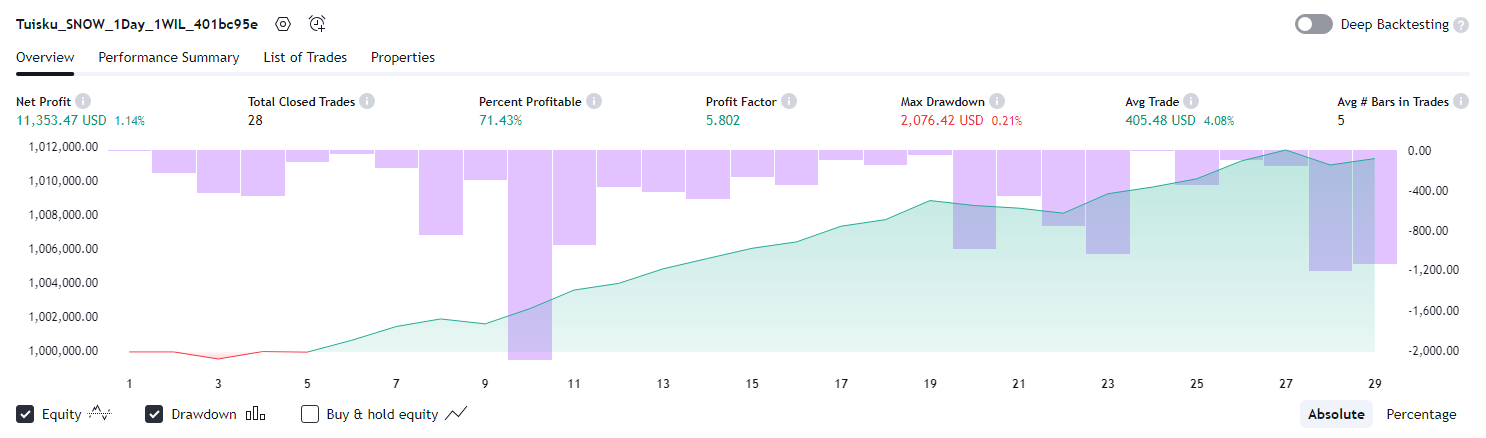 Tuisku_SNOW_1Day_1WIL_401bc95e Deep Backtesting ?
Overview Performance Summary List of Trades Properties
Net Profit i Total Closed Trades i Percent Profitable i Profit Factor i Max Drawdown i Avg Trade i Avg # Bars in Trades i
11,353.47 USD 1.14% 28 71.43% 5.802 2,076.42 USD 0.21% 405.48 USD 4.08% 5
1,012,000.00 0.00
1,010,000.00 -400.00
1,008,000.00 -800.00
1,006,000.00
1,004,000.00 -1,200.00
1,002,000.00 -1,600.00
1,000,000.00 -2,000.00
1 3 5 7 9 11 13 15 17 19 21 23 25 27 29
Equity Drawdown Buy & hold equity Absolute Percentage